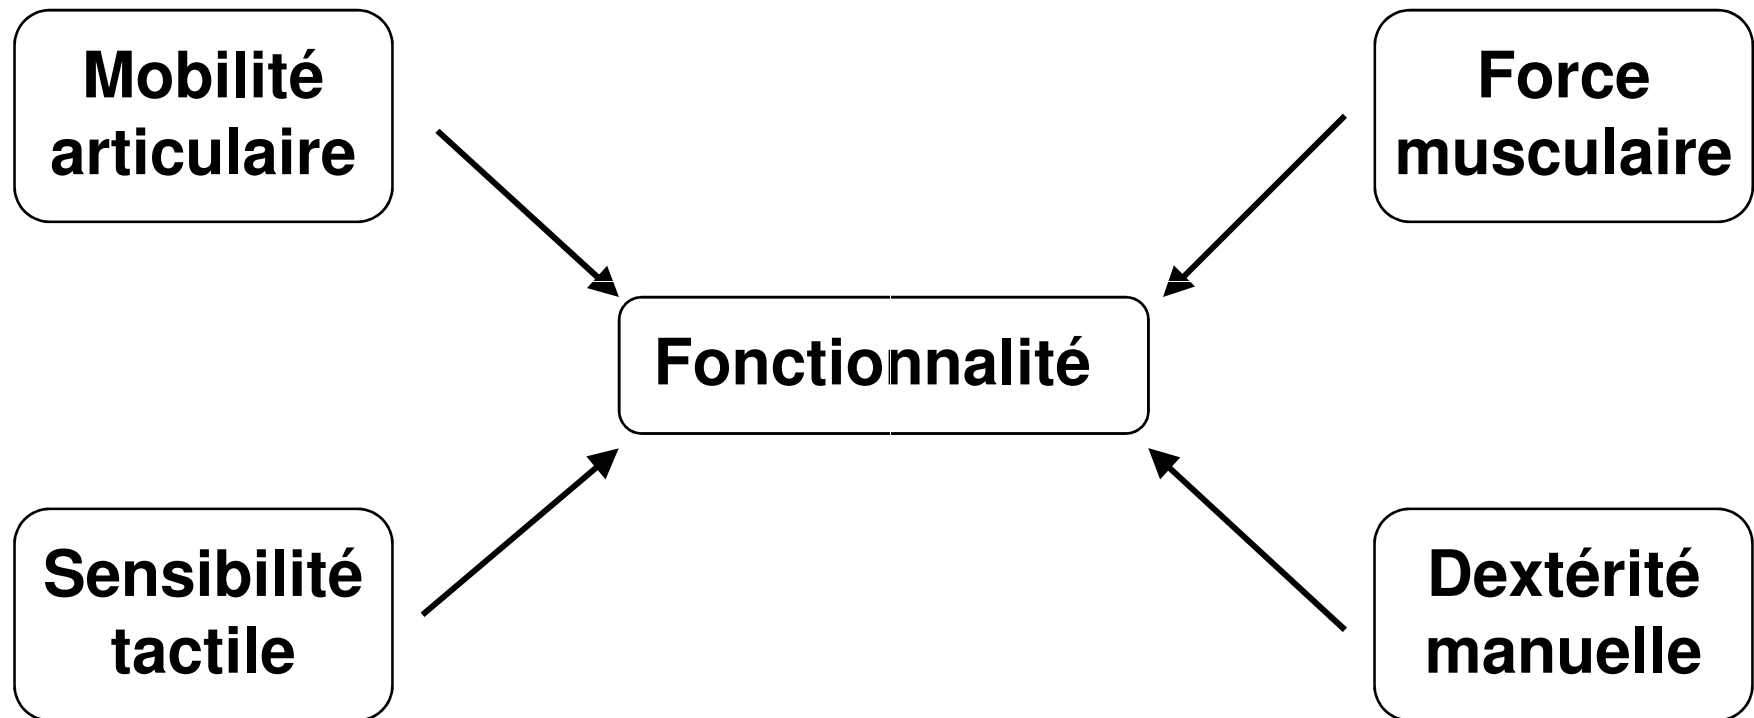 Mobilité
articulaire
Force
musculaire
Fonctionnalité
Sensibilité
tactile
Dextérité
manuelle